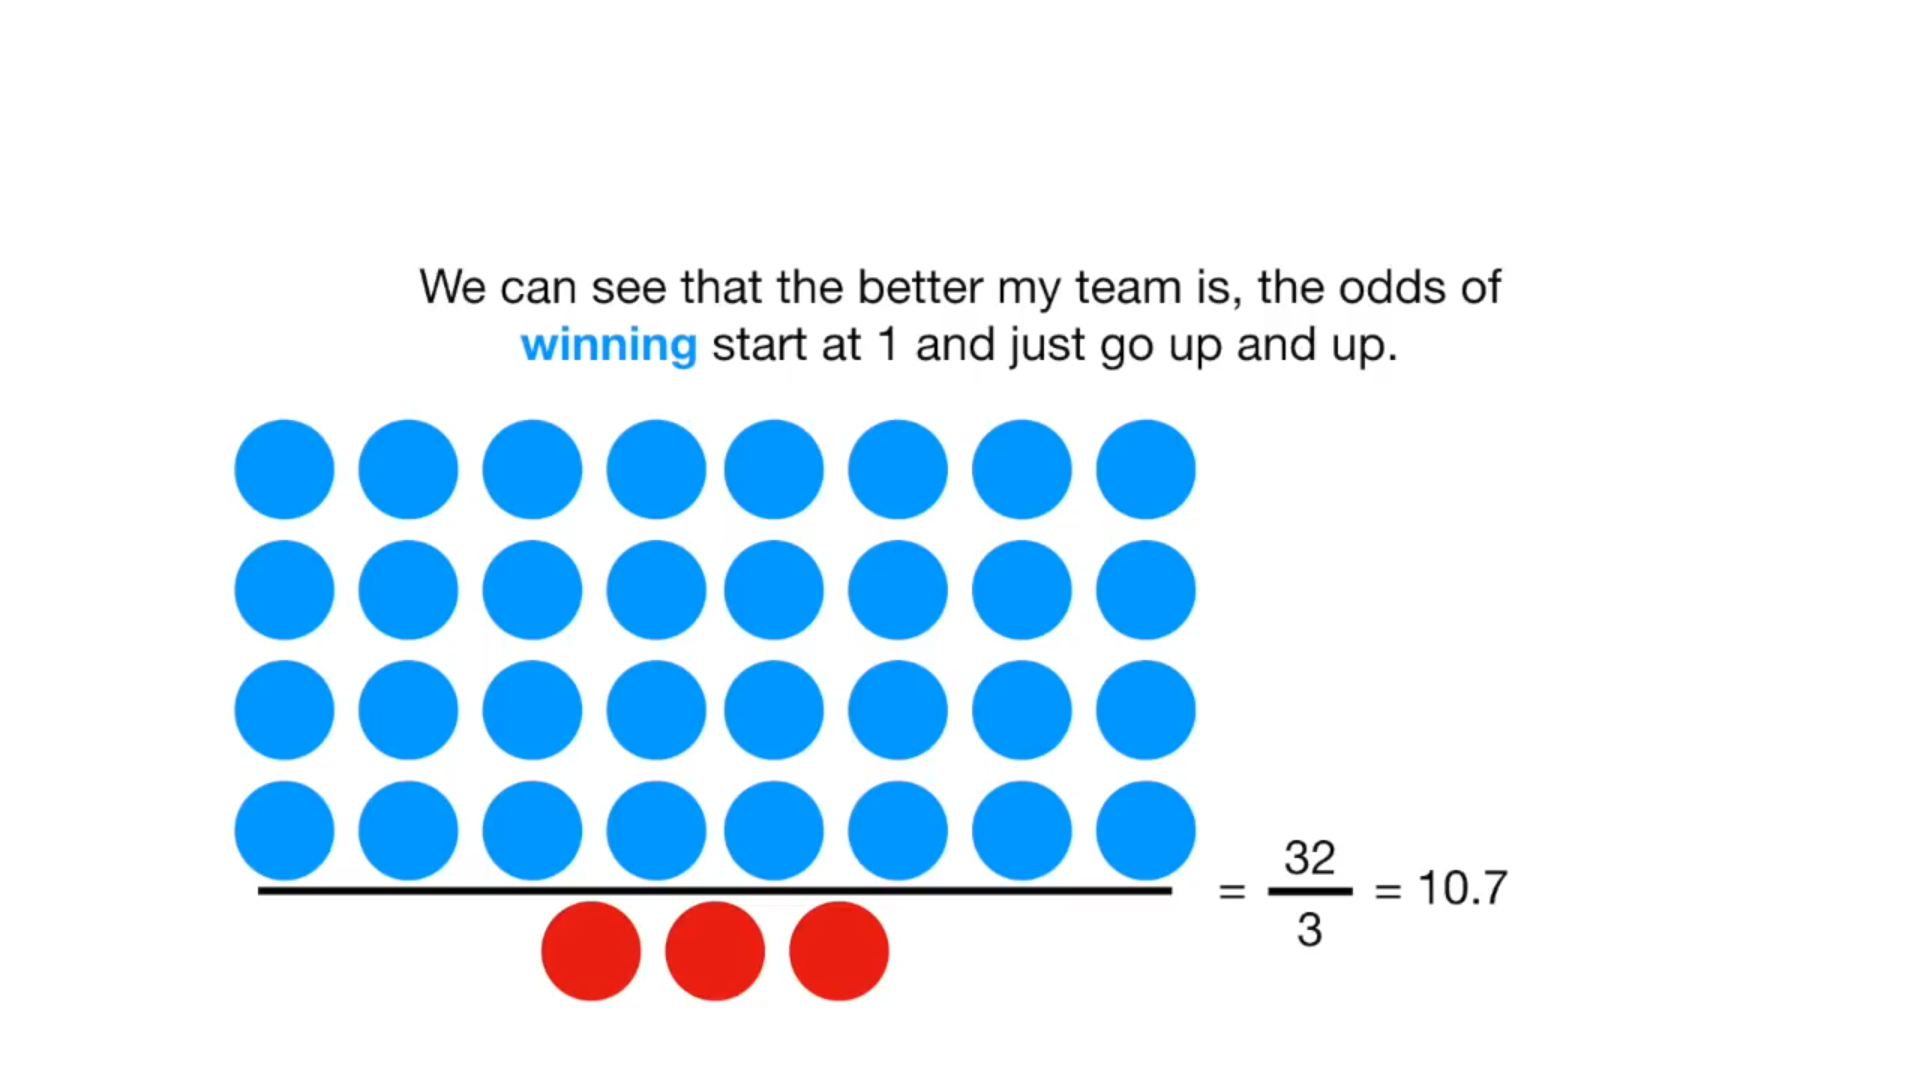 We can see that the better my team is, the odds of
winning start at 1 and just go up and up.
= 32/3 = 10.7